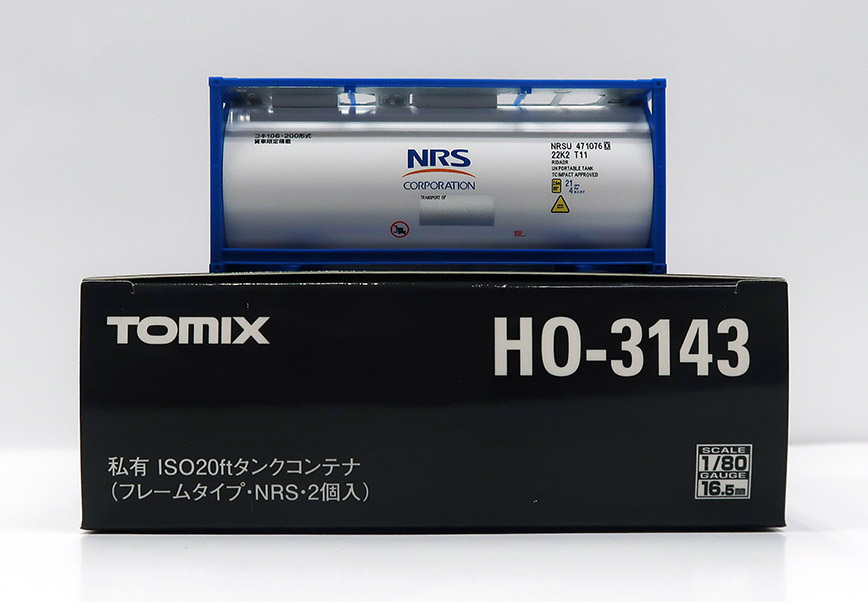 コキ106・200形式
貨車限定積載
NRS
CORPORATION
TRANSPORT OF
NRSU 471076
22K2 T11
RID/ADR
UN PORTABLE TANK
TC/IMPACT APPROVED
21
4
TOMIX
HO-3143
私有 ISO20ftタンクコンテナ
(フレームタイプ・NRS・2個入)
SCALE
1/80
GAUGE
16.5mm